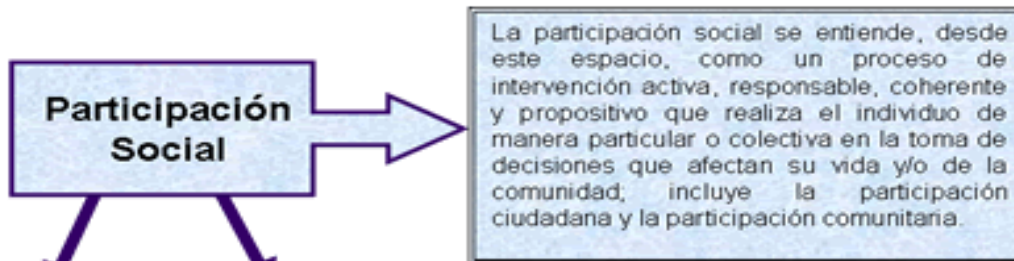 Participación
Social
La participación social se entiende, desde
este espacio, como un proceso de
intervención activa, responsable, coherente
y propositivo que realiza el individuo de
manera particular o colectiva en la toma de
decisiones que afectan su vida y/o de la
comunidad; incluye la participación
ciudadana y la participación comunitaria.